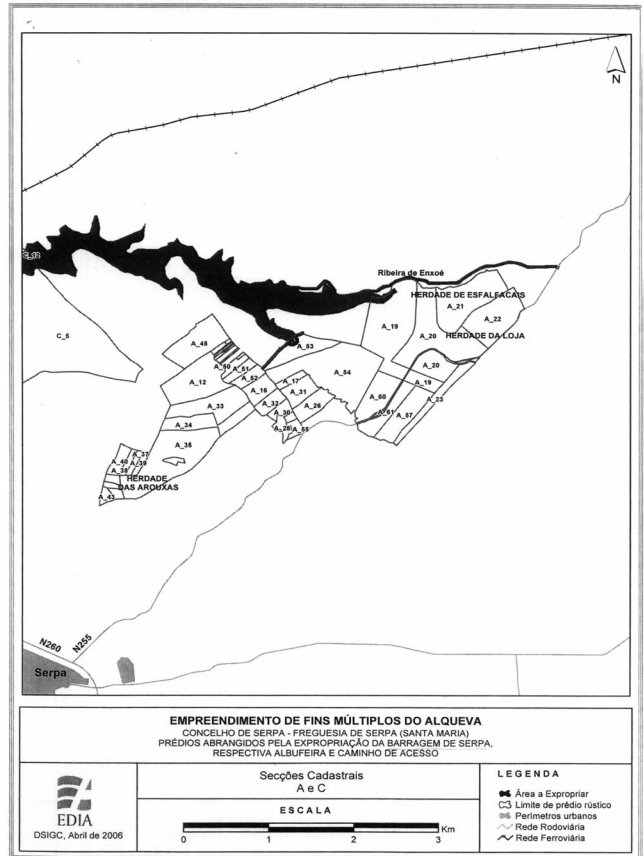 N
C_12
Ribeira de Enxoé
HERDADE DE ESFALFACAIS
A_21
A_22
A_19
HERDADE DA LOJA
A_20
C_5
A_45
A_53
A_50
A_51
A_52
A_54
A_20
A_12
A_17
A_19
A_16
A_31
A_60
A_23
A_33
A_32
A_26
A_30
A_61
A_57
A_34
A_28
A_55
A_35
A_37
A_40
A_39
A_38
HERDADE
DAS AROUXAS
A_43
N260
N255
Serpa
EMPREENDIMENTO DE FINS MÚLTIPLOS DO ALQUEVA
CONCELHO DE SERPA - FREGUESIA DE SERPA (SANTA MARIA)
PRÉDIOS ABRANGIDOS PELA EXPROPRIAÇÃO DA BARRAGEM DE SERPA,
RESPECTIVA ALBUFEIRA E CAMINHO DE ACESSO
EDIA
DSIGC, Abril de 2006
Secções Cadastrais
A e C
ESCALA
0 1 2 3 Km
LEGENDA
Área a Expropriar
Limite de prédio rústico
Perímetros urbanos
Rede Rodoviária
Rede Ferroviária